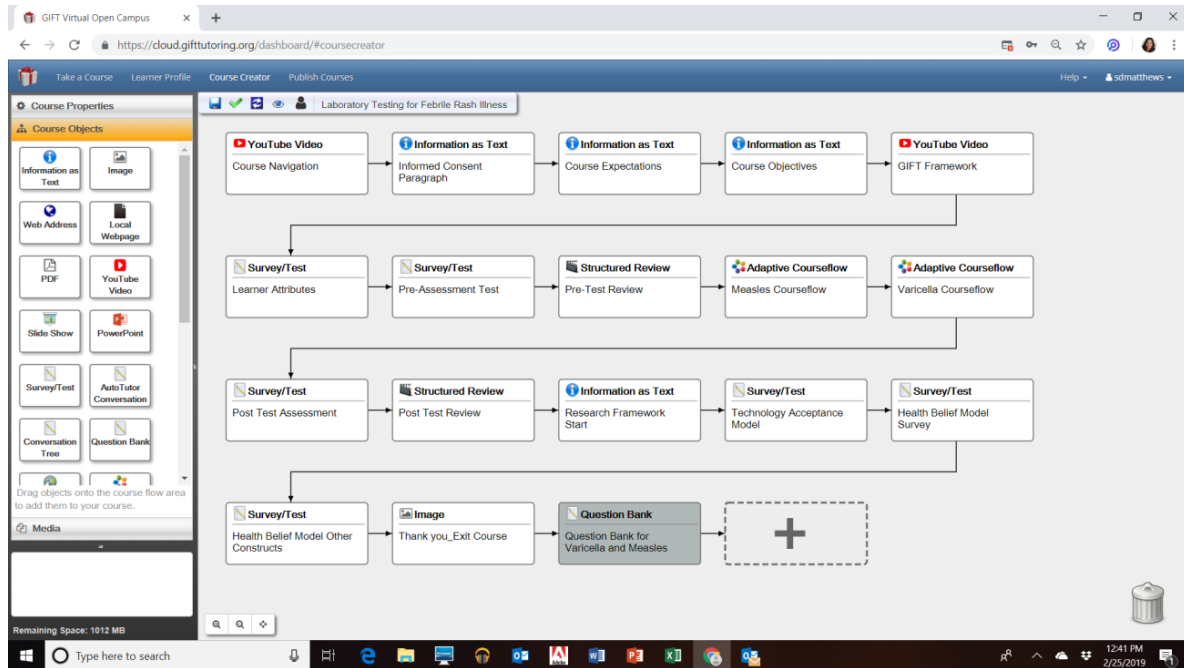 GIFT Virtual Open Campus
https://cloud.gifttutoring.org/dashboard/#coursecreator
Take a Course Learner Profile Course Creator Publish Courses Help sdmatthews
Course Properties
Laboratory Testing for Febrile Rash Illness
Course Objects
Information as
Text
Image
Web Address
Local
Webpage
PDF
YouTube
Video
Slide Show
PowerPoint
Survey/Test
AutoTutor
Conversation
Conversation
Tree
Question Bank
Drag objects onto the course flow area
to add them to your course.
Media
Remaining Space: 1012 MB
YouTube Video
Course Navigation
Information as Text
Informed Consent
Paragraph
Information as Text
Course Expectations
Information as Text
Course Objectives
YouTube Video
GIFT Framework
Survey/Test
Learner Attributes
Survey/Test
Pre-Assessment Test
Structured Review
Pre-Test Review
Adaptive Courseflow
Measles Courseflow
Adaptive Courseflow
Varicella Courseflow
Survey/Test
Post Test Assessment
Structured Review
Post Test Review
Information as Text
Research Framework
Start
Survey/Test
Technology Acceptance
Model
Survey/Test
Health Belief Model
Survey
Survey/Test
Health Belief Model Other
Constructs
Image
Thank you_Exit Course
Question Bank
Question Bank for
Varicella and Measles
Type here to search
12:41 PM
2/25/2019